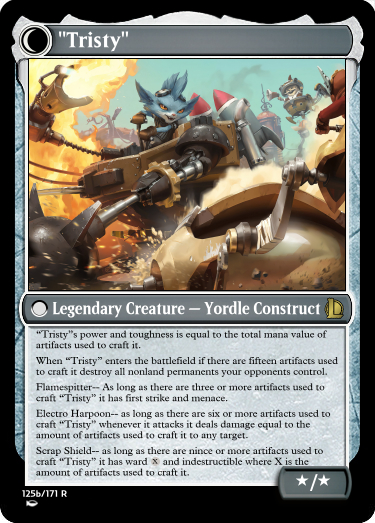 "Tristy"
Legendary Creature — Yordle Construct
"Tristy"s power and toughness is equal to the total mana value of
artifacts used to craft it.
When "Tristy" enters the battlefield if there are fifteen artifacts used
to craft it destroy all nonland permanents your opponents control.
Flamespitter-- As long as there are three or more artifacts used to
craft "Tristy" it has first strike and menace.
Electro Harpoon-- as long as there are six or more artifacts used to
craft "Tristy" whenever it attacks it deals damage equal to the
amount of artifacts used to craft it to any target.
Scrap Shield-- as long as there are nince or more artifacts used to
craft "Tristy" it has ward X and indestructible where X is the
amount of artifacts used to craft it.
★/★
125b/171 R